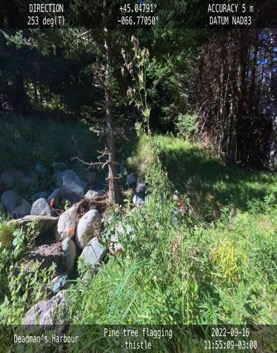 DIRECTION
253 deg(T)
+45.04791°
-066.77050°
ACCURACY 5 m
DATUM NAD83
Deadman's Harbour
Pine tree flagging
thistle
2022-09-16
11:55:09-03:00